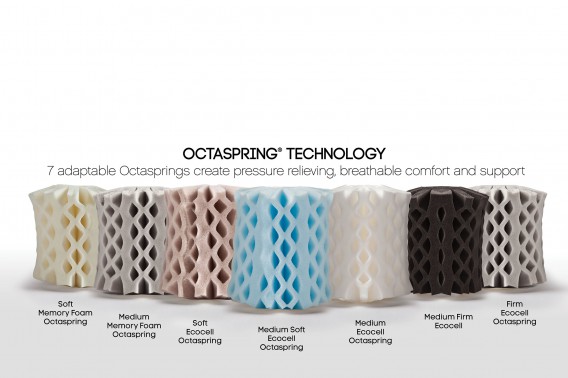 OCTASPRING® TECHNOLOGY
7 adaptable Octasprings create pressure relieving, breathable comfort and support
Soft
Memory Foam
Octaspring
Medium
Memory Foam
Octaspring
Soft
Ecocell
Octaspring
Medium Soft
Ecocell
Octaspring
Medium
Ecocell
Octaspring
Medium Firm
Ecocell
Firm
Ecocell
Octaspring